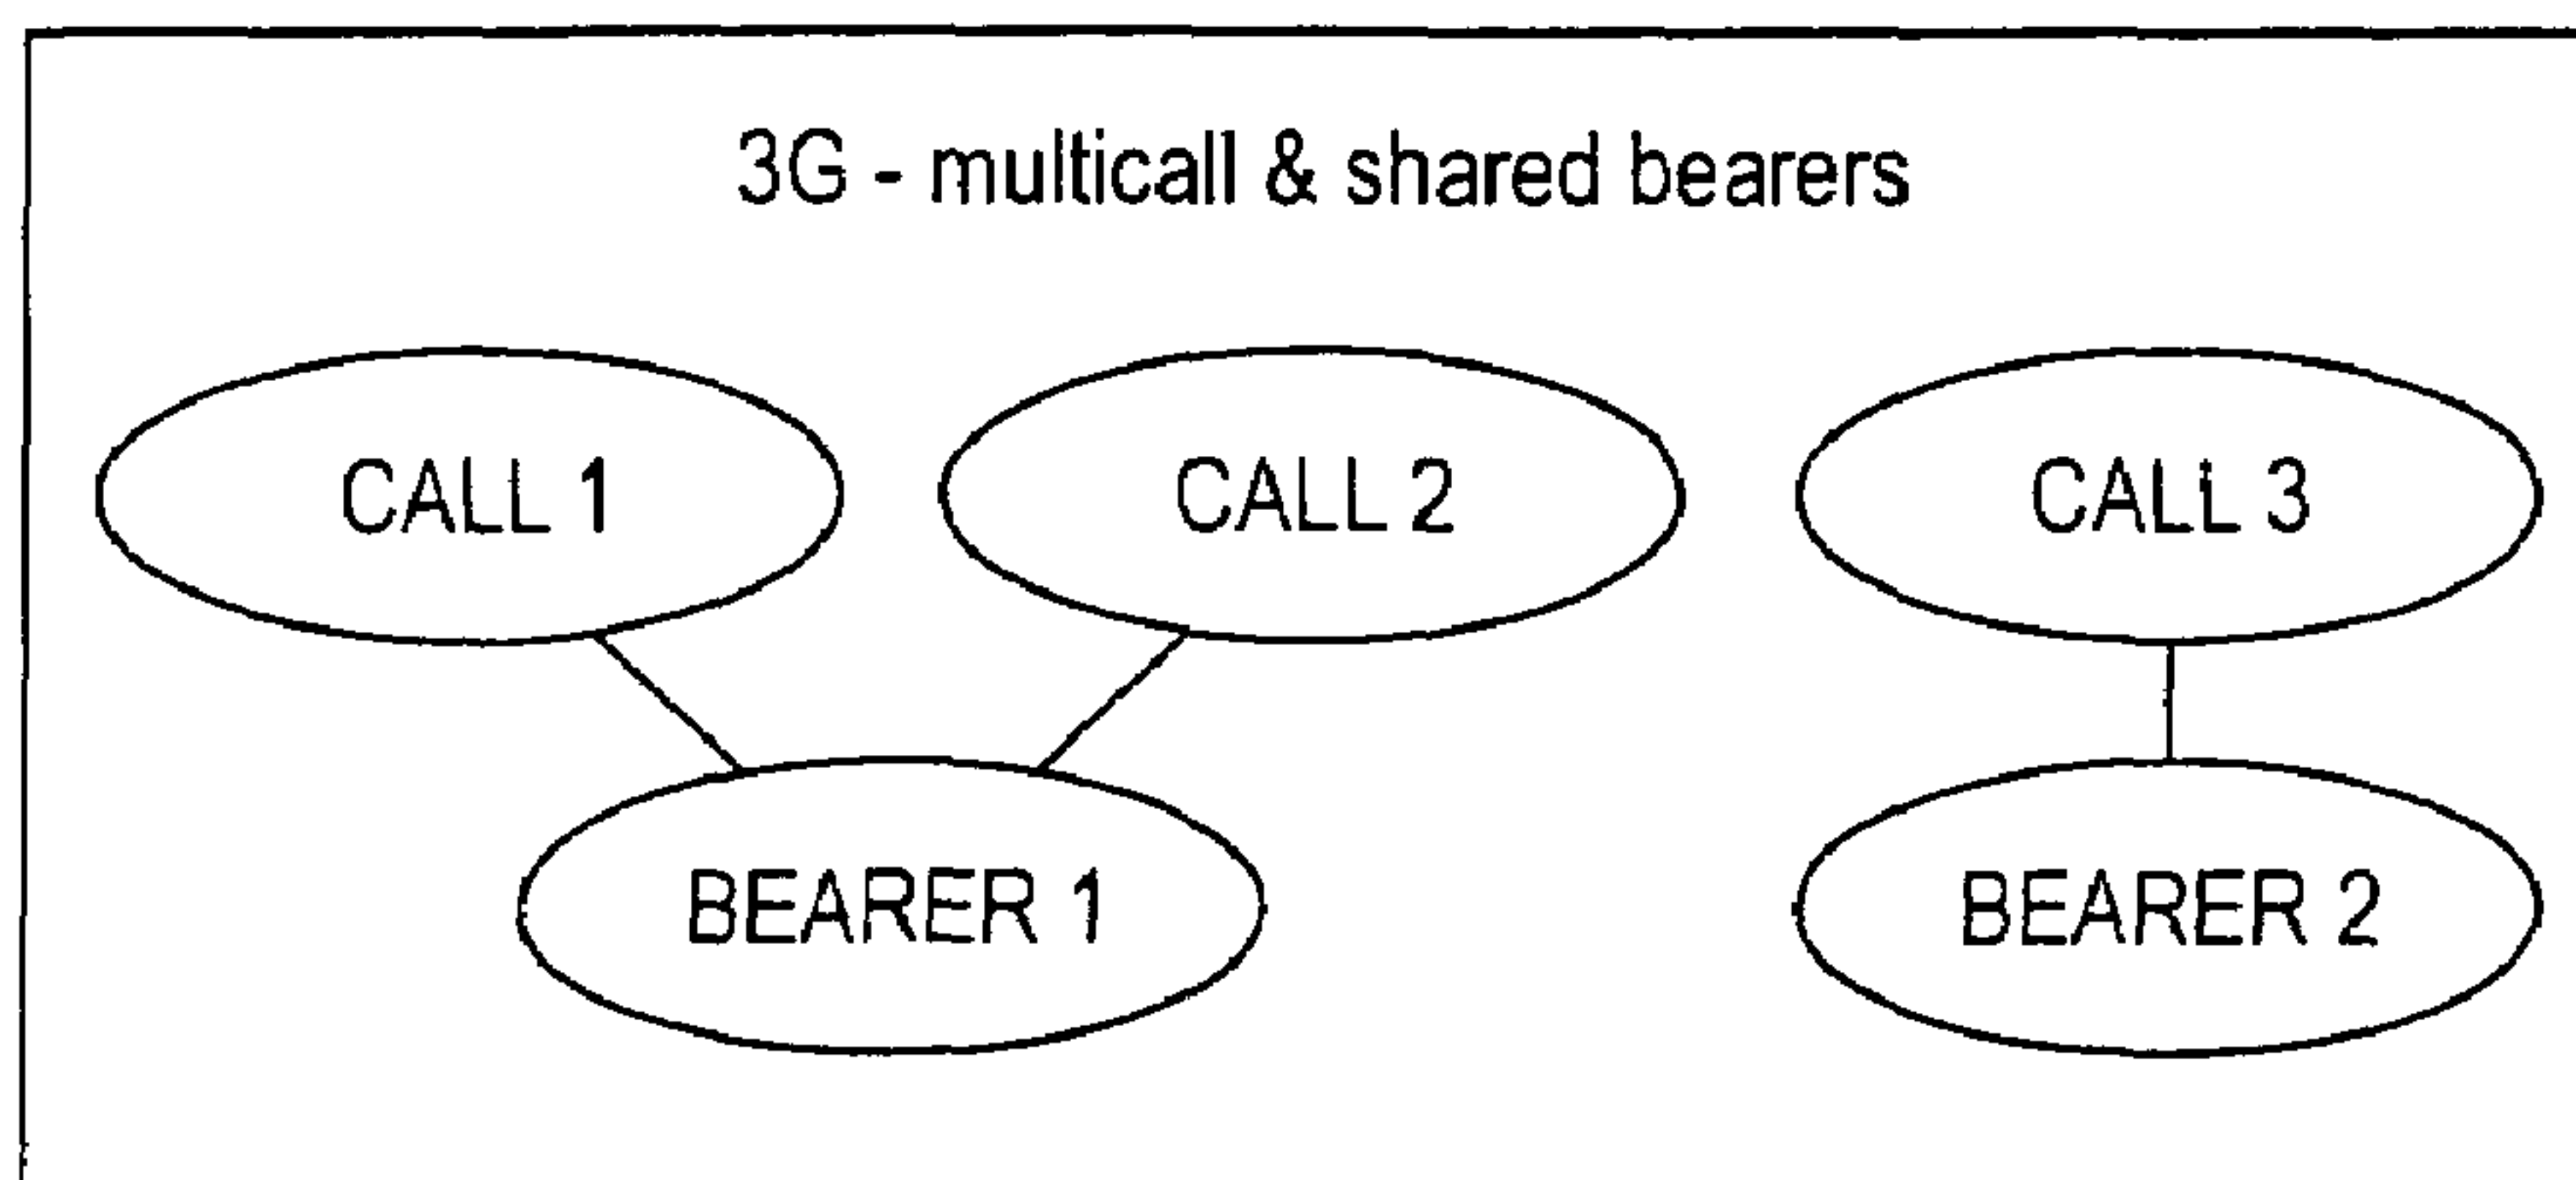 3G - multicall & shared bearers
CALL 1
CALL 2
CALL 3
BEARER 1
BEARER 2